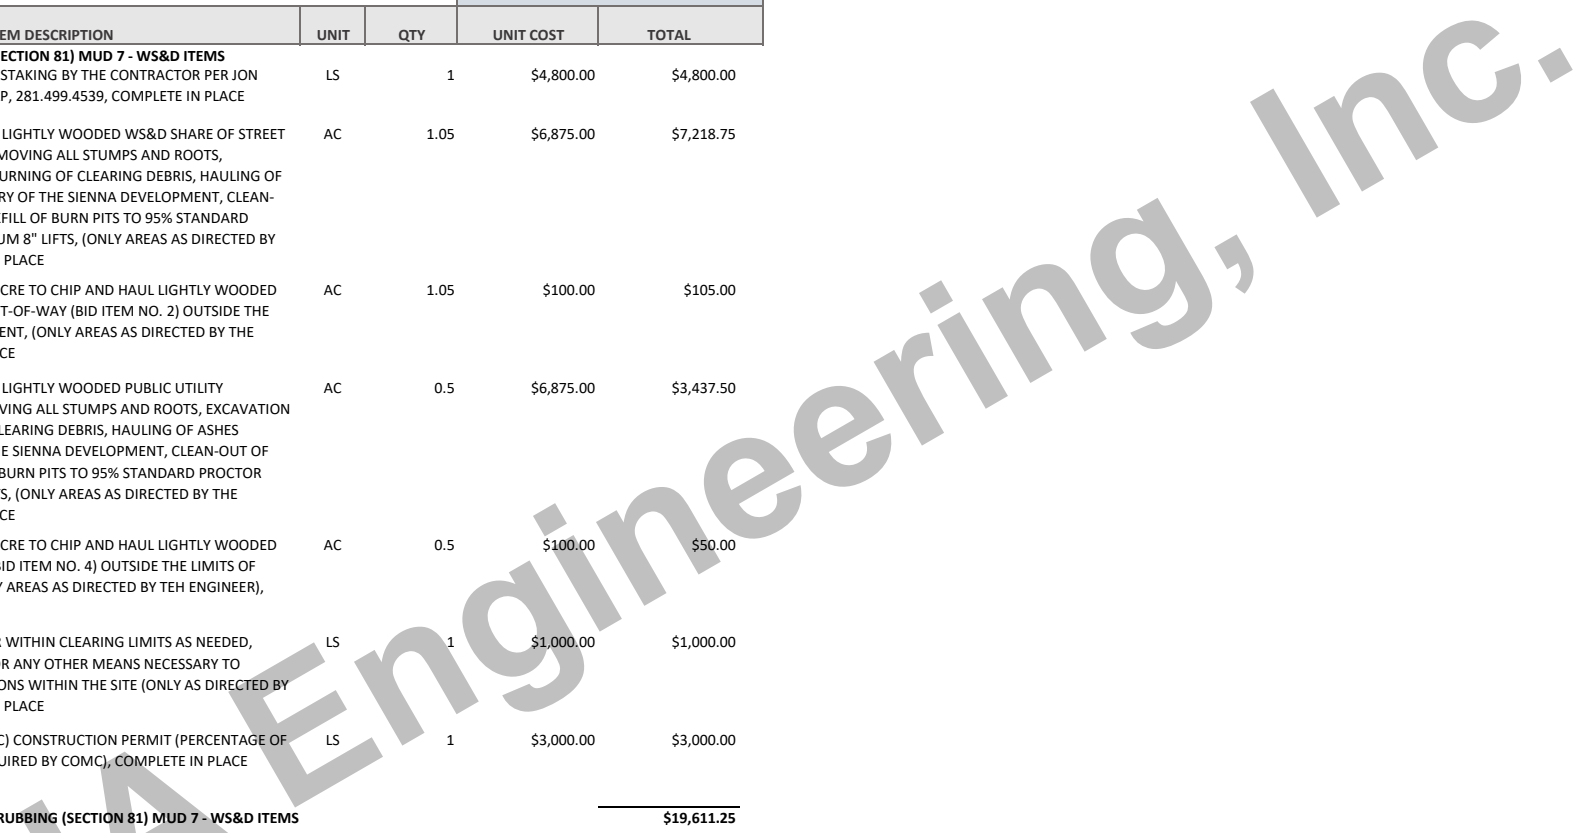 EM DESCRIPTION UNIT QTY UNIT COST TOTAL
ECTION 81) MUD 7 - WS&D ITEMS
STAKING BY THE CONTRACTOR PER JON LS 1 $4,800.00 $4,800.00
P, 281.499.4539, COMPLETE IN PLACE
LIGHTLY WOODED WS&D SHARE OF STREET AC 1.05 $6,875.00 $7,218.75
MOVING ALL STUMPS AND ROOTS,
URNING OF CLEARING DEBRIS, HAULING OF
RY OF THE SIENNA DEVELOPMENT, CLEAN-
FILL OF BURN PITS TO 95% STANDARD
UM 8" LIFTS, (ONLY AREAS AS DIRECTED BY
PLACE
CRE TO CHIP AND HAUL LIGHTLY WOODED AC 1.05 $100.00 $105.00
T-OF-WAY (BID ITEM NO. 2) OUTSIDE THE
ENT, (ONLY AREAS AS DIRECTED BY THE
CE
LIGHTLY WOODED PUBLIC UTILITY AC 0.5 $6,875.00 $3,437.50
VING ALL STUMPS AND ROOTS, EXCAVATION
LEARING DEBRIS, HAULING OF ASHES
E SIENNA DEVELOPMENT, CLEAN-OUT OF
BURN PITS TO 95% STANDARD PROCTOR
S, (ONLY AREAS AS DIRECTED BY THE
CE
CRE TO CHIP AND HAUL LIGHTLY WOODED AC 0.5 $100.00 $50.00
BID ITEM NO. 4) OUTSIDE THE LIMITS OF
Y AREAS AS DIRECTED BY TEH ENGINEER),
R WITHIN CLEARING LIMITS AS NEEDED, LS 1 $1,000.00 $1,000.00
OR ANY OTHER MEANS NECESSARY TO
ONS WITHIN THE SITE (ONLY AS DIRECTED BY
PLACE
C) CONSTRUCTION PERMIT (PERCENTAGE OF LS 1 $3,000.00 $3,000.00
UIRED BY COMC), COMPLETE IN PLACE
RUBBING (SECTION 81) MUD 7 - WS&D ITEMS $19,611.25
A Engineering, Inc.